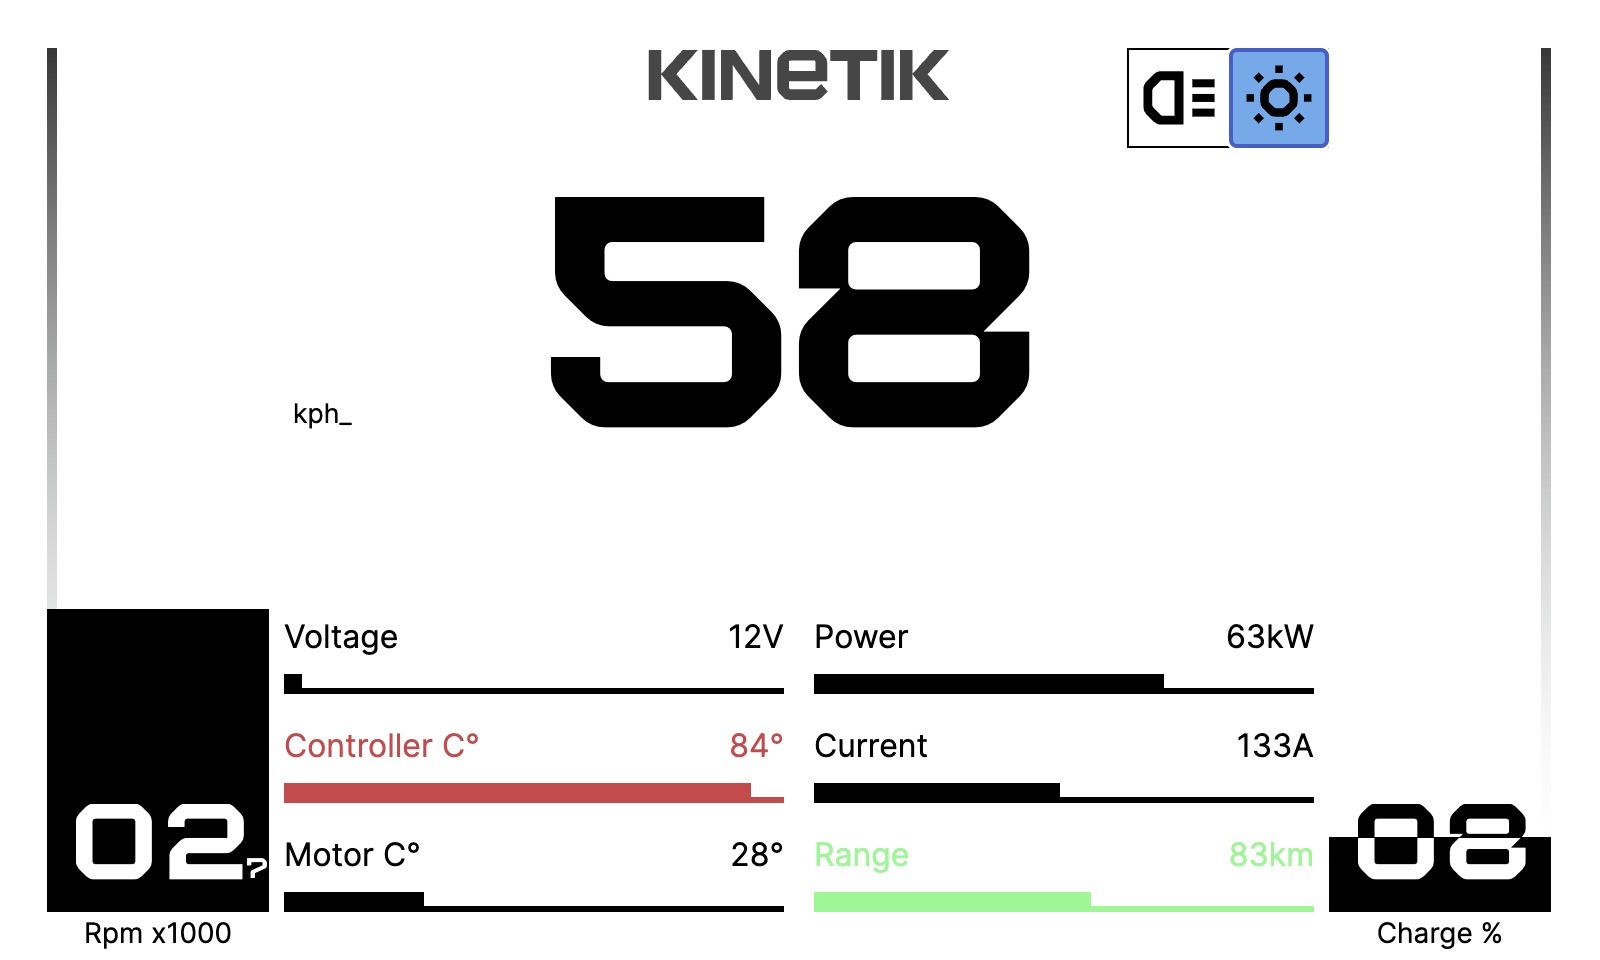 KINETIK
58
kph_
Voltage 12V
Power 63kW
Controller C° 84°
Current 133A
Motor C° 28°
Range 83km
02
08
Rpm x1000
Charge %